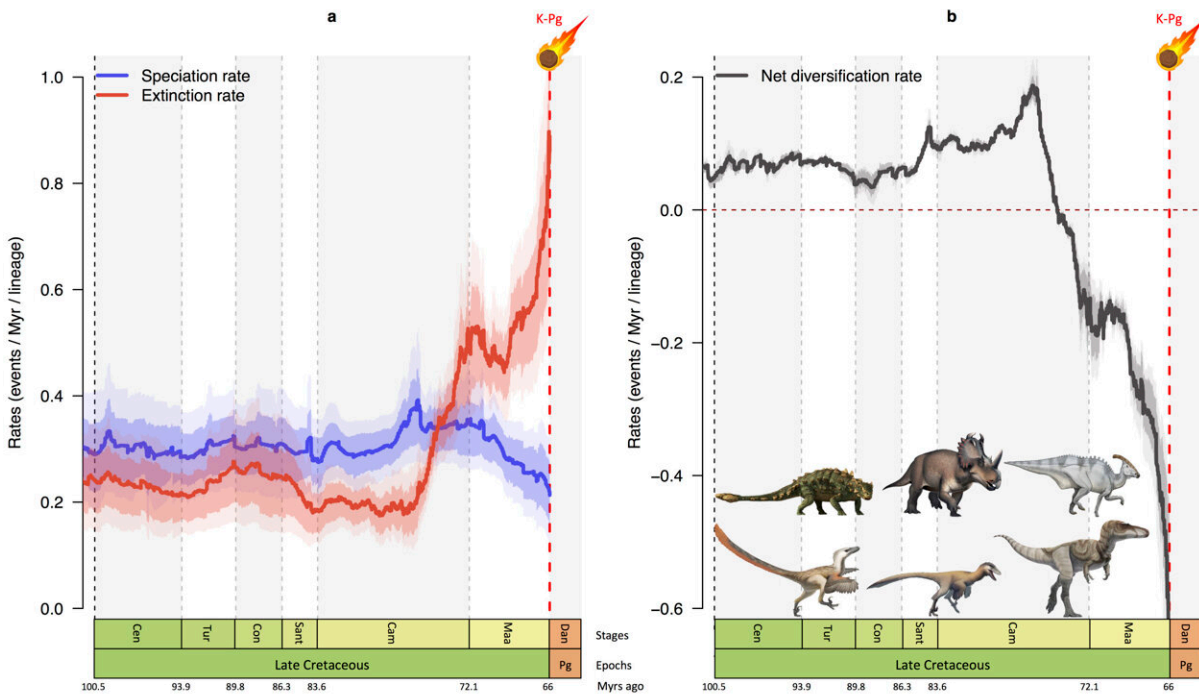 a
K-Pg
Speciation rate
Extinction rate
Rates (events / Myr / lineage)
1.0
0.8
0.6
0.4
0.2
0.0
Cen
Tur
Con
Sant
Cam
Maa
Dan
Stages
Late Cretaceous
Pg
Epochs
100.5
93.9
89.8
86.3
83.6
72.1
66
Myrs ago
b
K-Pg
Net diversification rate
Rates (events / Myr / lineage)
0.2
0.0
−0.2
−0.4
−0.6
Cen
Tur
Con
Sant
Cam
Maa
Dan
Late Cretaceous
Pg
100.5
93.9
89.8
86.3
83.6
72.1
66